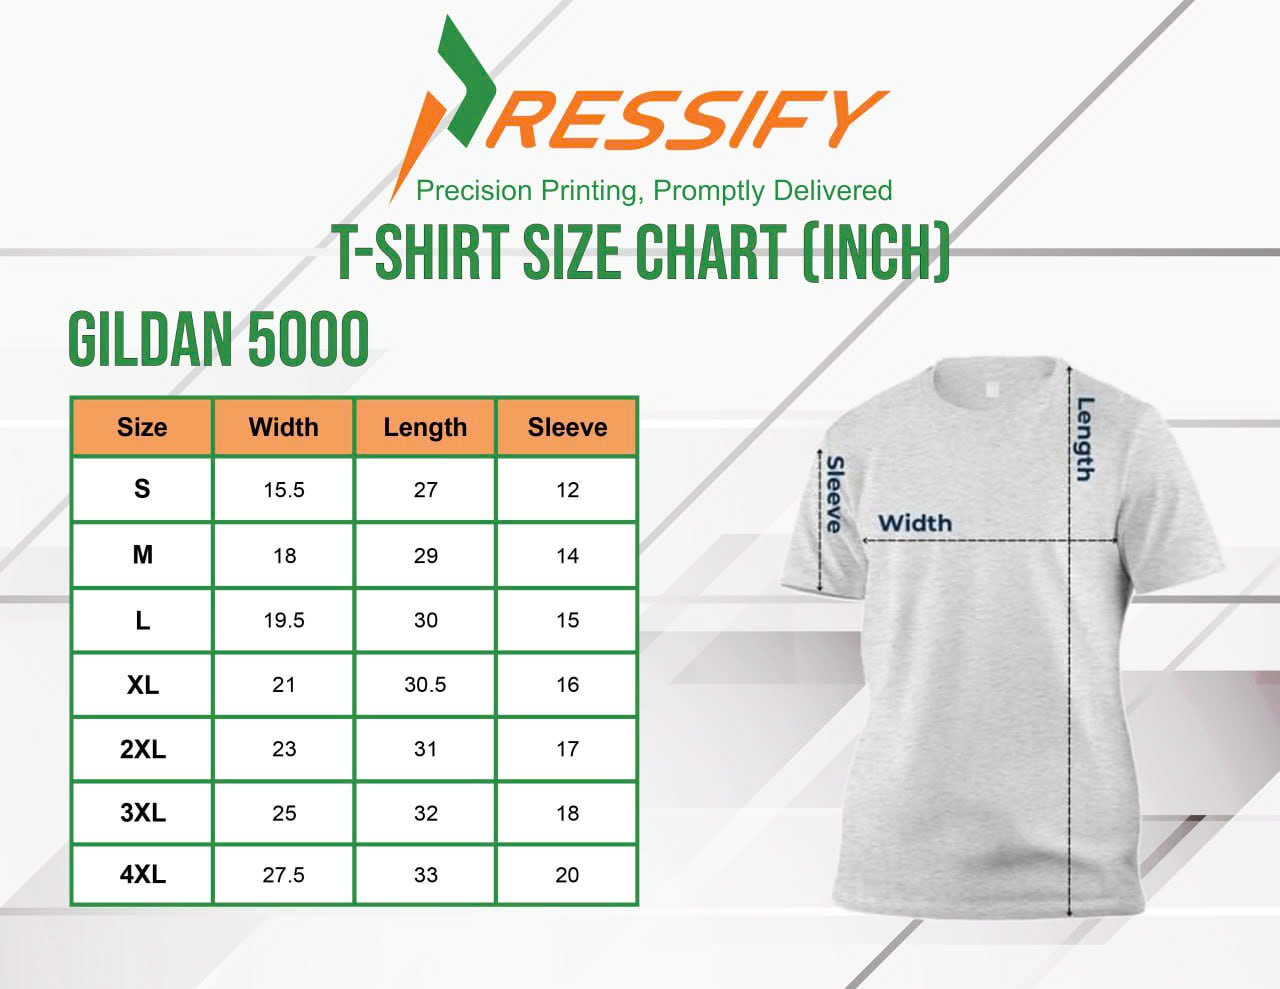 PRESSIFY
Precision Printing, Promptly Delivered
T-SHIRT SIZE CHART (INCH)
GILDAN 5000
Size Width Length Sleeve
S 15.5 27 12
M 18 29 14
L 19.5 30 15
XL 21 30.5 16
2XL 23 31 17
3XL 25 32 18
4XL 27.5 33 20
Length
Sleeve
Width